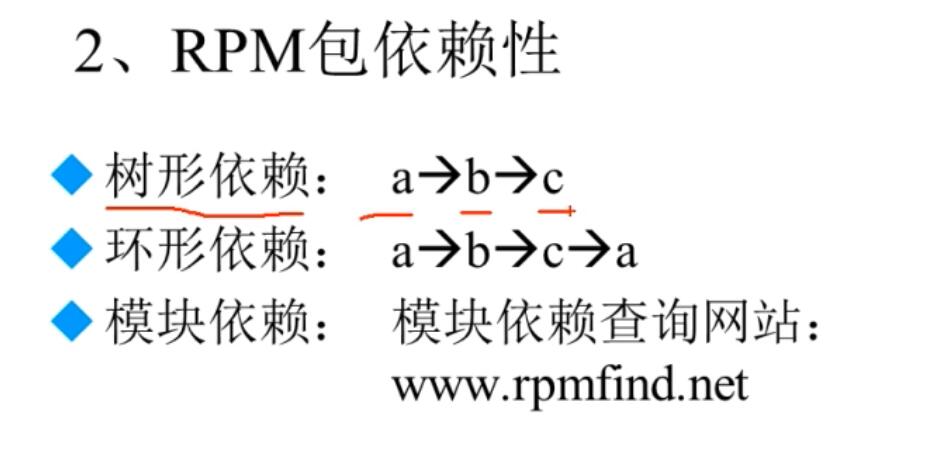 2、RPM包依赖性
树形依赖： a→b→c
环形依赖： a→b→c→a
模块依赖： 模块依赖查询网站：
www.rpmfind.net